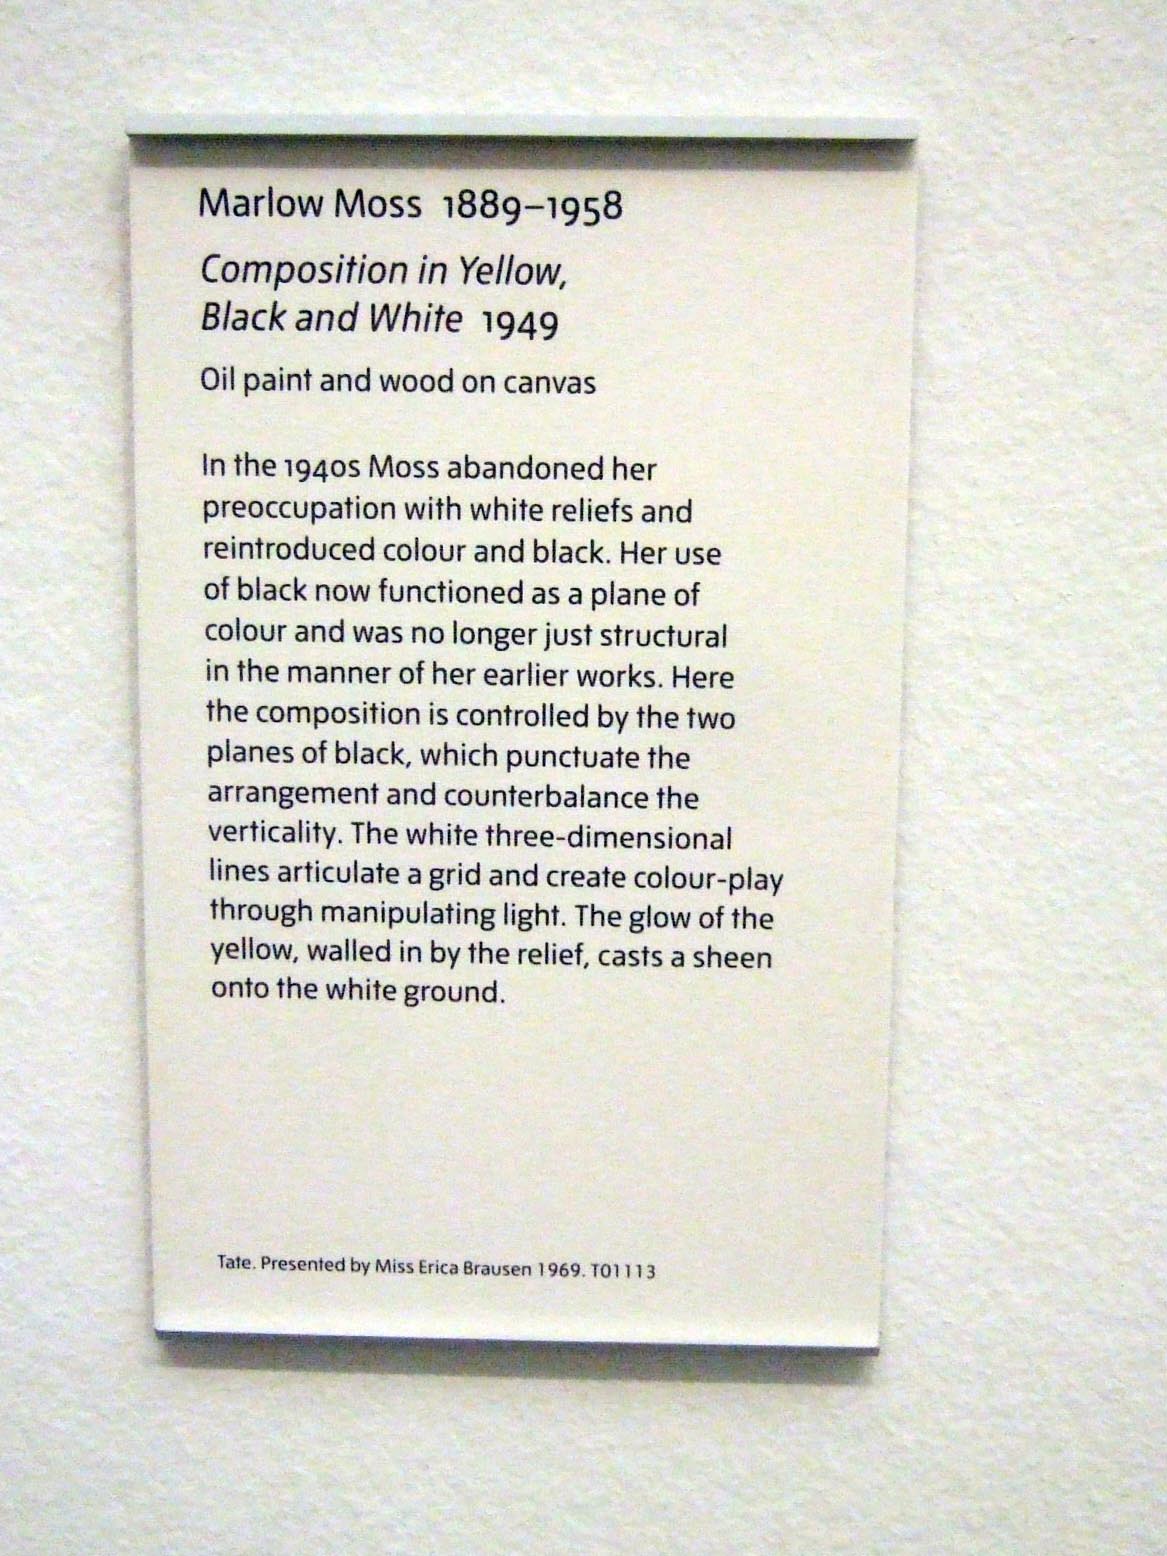 Marlow Moss 1889–1958
Composition in Yellow,
Black and White 1949
Oil paint and wood on canvas
In the 1940s Moss abandoned her
preoccupation with white reliefs and
reintroduced colour and black. Her use
of black now functioned as a plane of
colour and was no longer just structural
in the manner of her earlier works. Here
the composition is controlled by the two
planes of black, which punctuate the
arrangement and counterbalance the
verticality. The white three-dimensional
lines articulate a grid and create colour-play
through manipulating light. The glow of the
yellow, walled in by the relief, casts a sheen
onto the white ground.
Tate. Presented by Miss Erica Brausen 1969. T01113